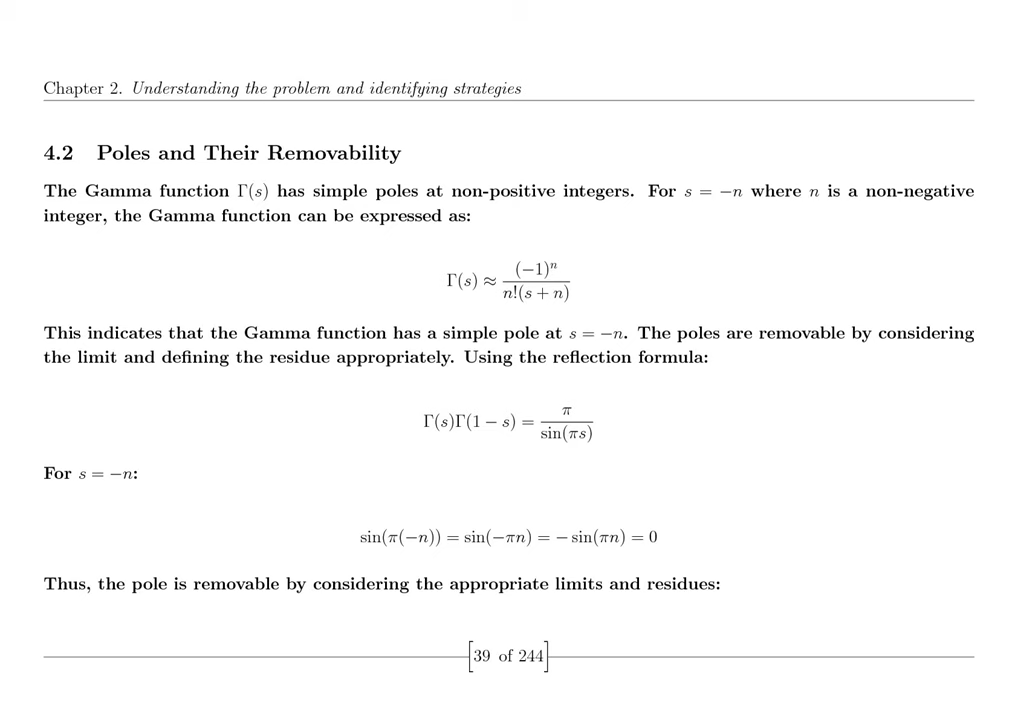 Chapter 2. Understanding the problem and identifying strategies
4.2 Poles and Their Removability
The Gamma function Γ(s) has simple poles at non-positive integers. For s = −n where n is a non-negative
integer, the Gamma function can be expressed as:
Γ(s) ≈ (−1)^n / n!(s + n)
This indicates that the Gamma function has a simple pole at s = −n. The poles are removable by considering
the limit and defining the residue appropriately. Using the reflection formula:
Γ(s)Γ(1 − s) = π / sin(πs)
For s = −n:
sin(π(−n)) = sin(−πn) = − sin(πn) = 0
Thus, the pole is removable by considering the appropriate limits and residues:
[39 of 244]